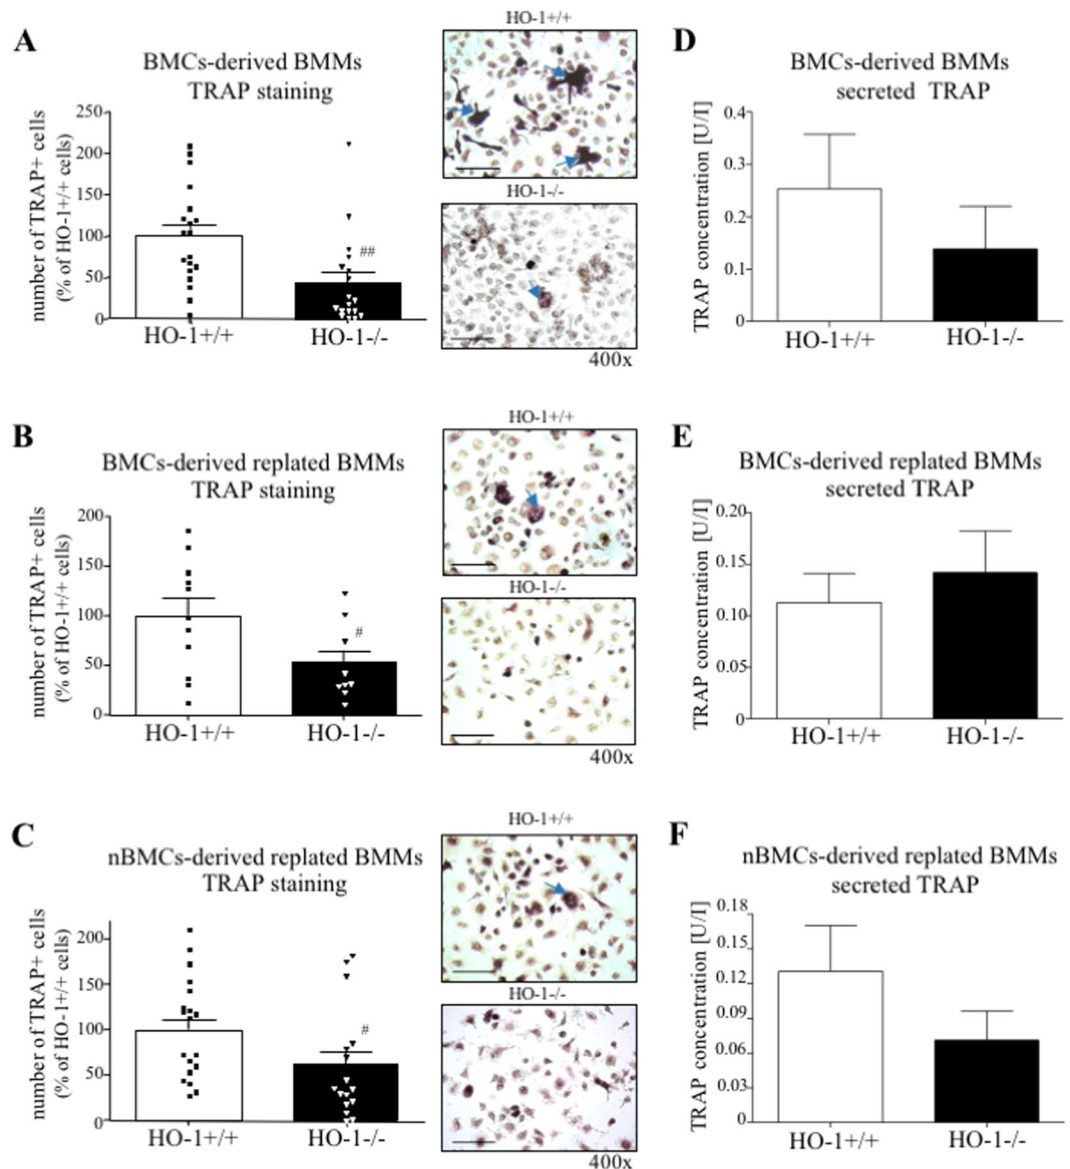 A
BMCs-derived BMMs
TRAP staining
number of TRAP+ cells
(% of HO-1+/+ cells)
250
200
150
100
50
0
##
HO-1+/+
HO-1-/-
HO-1+/+
HO-1-/-
400x
D
BMCs-derived BMMs
secreted TRAP
TRAP concentration [U/l]
0.4
0.3
0.2
0.1
0
HO-1+/+
HO-1-/-
B
BMCs-derived replated BMMs
TRAP staining
number of TRAP+ cells
(% of HO-1+/+ cells)
200
150
100
50
0
#
HO-1+/+
HO-1-/-
HO-1+/+
HO-1-/-
400x
E
BMCs-derived replated BMMs
secreted TRAP
TRAP concentration [U/l]
0.20
0.15
0.10
0.05
0
HO-1+/+
HO-1-/-
C
nBMCs-derived replated BMMs
TRAP staining
number of TRAP+ cells
(% of HO-1+/+ cells)
200
150
100
50
0
#
HO-1+/+
HO-1-/-
HO-1+/+
HO-1-/-
400x
F
nBMCs-derived replated BMMs
secreted TRAP
TRAP concentration [U/l]
0.18
0.15
0.12
0.09
0.06
0.03
0
HO-1+/+
HO-1-/-